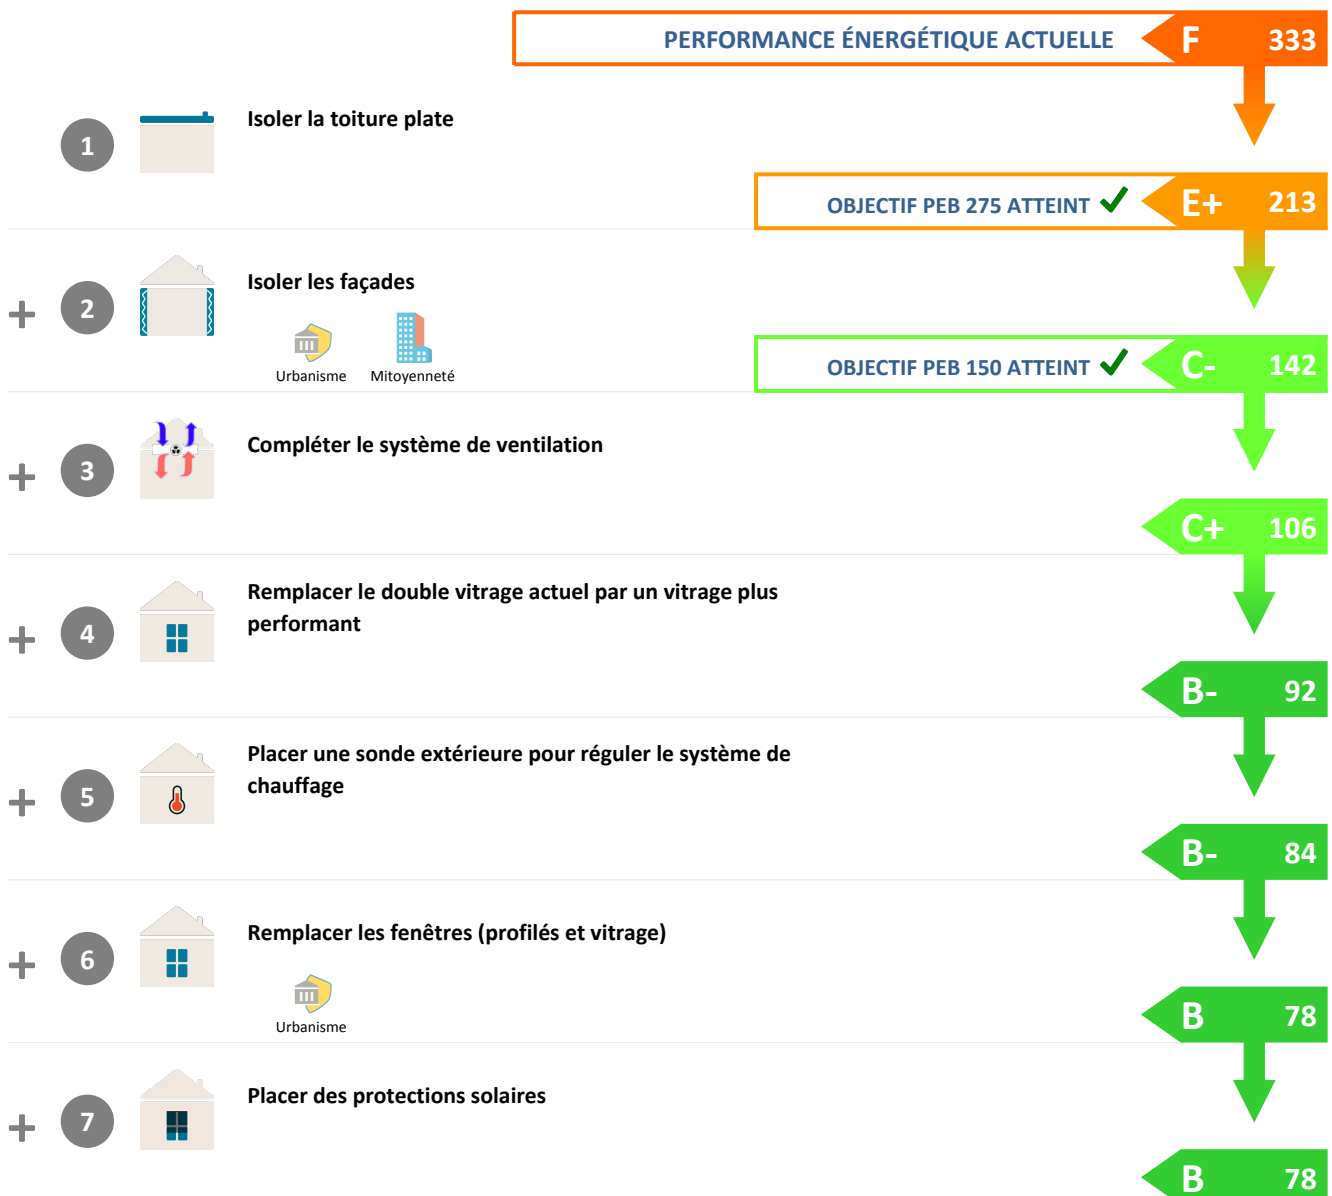 PERFORMANCE ÉNERGÉTIQUE ACTUELLE F 333
1 Isoler la toiture plate
OBJECTIF PEB 275 ATTEINT E+ 213
+ 2 Isoler les façades
Urbanisme Mitoyenneté
OBJECTIF PEB 150 ATTEINT C- 142
+ 3 Compléter le système de ventilation
C+ 106
+ 4 Remplacer le double vitrage actuel par un vitrage plus
performant
B- 92
+ 5 Placer une sonde extérieure pour réguler le système de
chauffage
B- 84
+ 6 Remplacer les fenêtres (profilés et vitrage)
Urbanisme
B 78
+ 7 Placer des protections solaires
B 78